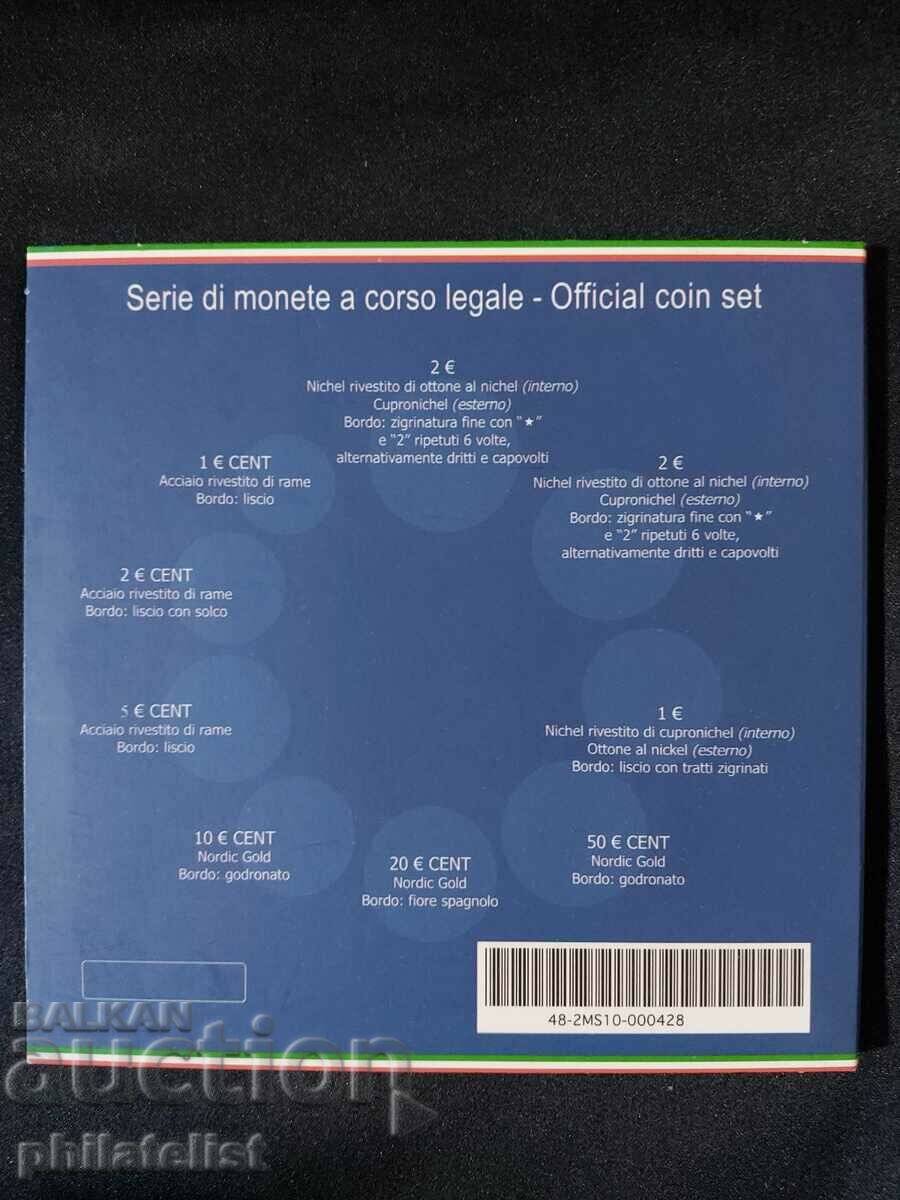 Serie di monete a corso legale - Official coin set
2 €
Nichel rivestito di ottone al nichel (interno)
Cupronichel (esterno)
Bordo: zigrinatura fine con “★”
e “2” ripetuti 6 volte,
alternativamente dritti e capovolti
1 € CENT
Acciaio rivestito di rame
Bordo: liscio
2 €
Nichel rivestito di ottone al nichel (interno)
Cupronichel (esterno)
Bordo: zigrinatura fine con “★”
e “2” ripetuti 6 volte,
alternativamente dritti e capovolti
2 € CENT
Acciaio rivestito di rame
Bordo: liscio con solco
5 € CENT
Acciaio rivestito di rame
Bordo: liscio
1 €
Nichel rivestito di cupronichel (interno)
Ottone al nickel (esterno)
Bordo: liscio con tratti zigrinati
10 € CENT
Nordic Gold
Bordo: godronato
20 € CENT
Nordic Gold
Bordo: fiore spagnolo
50 € CENT
Nordic Gold
Bordo: godronato
48-2MS10-000428
BALKAN
auction
philatelist